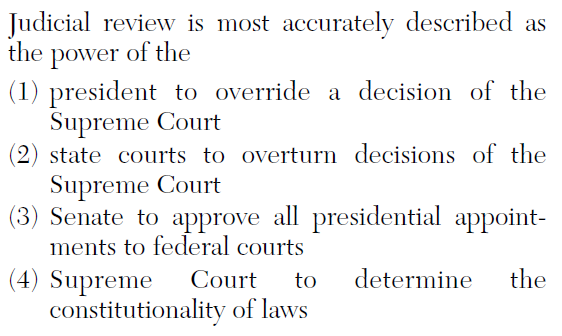 Judicial review is most accurately described as
the power of the
(1) president to override a decision of the
Supreme Court
(2) state courts to overturn decisions of the
Supreme Court
(3) Senate to approve all presidential appoint-
ments to federal courts
(4) Supreme Court to determine the
constitutionality of laws